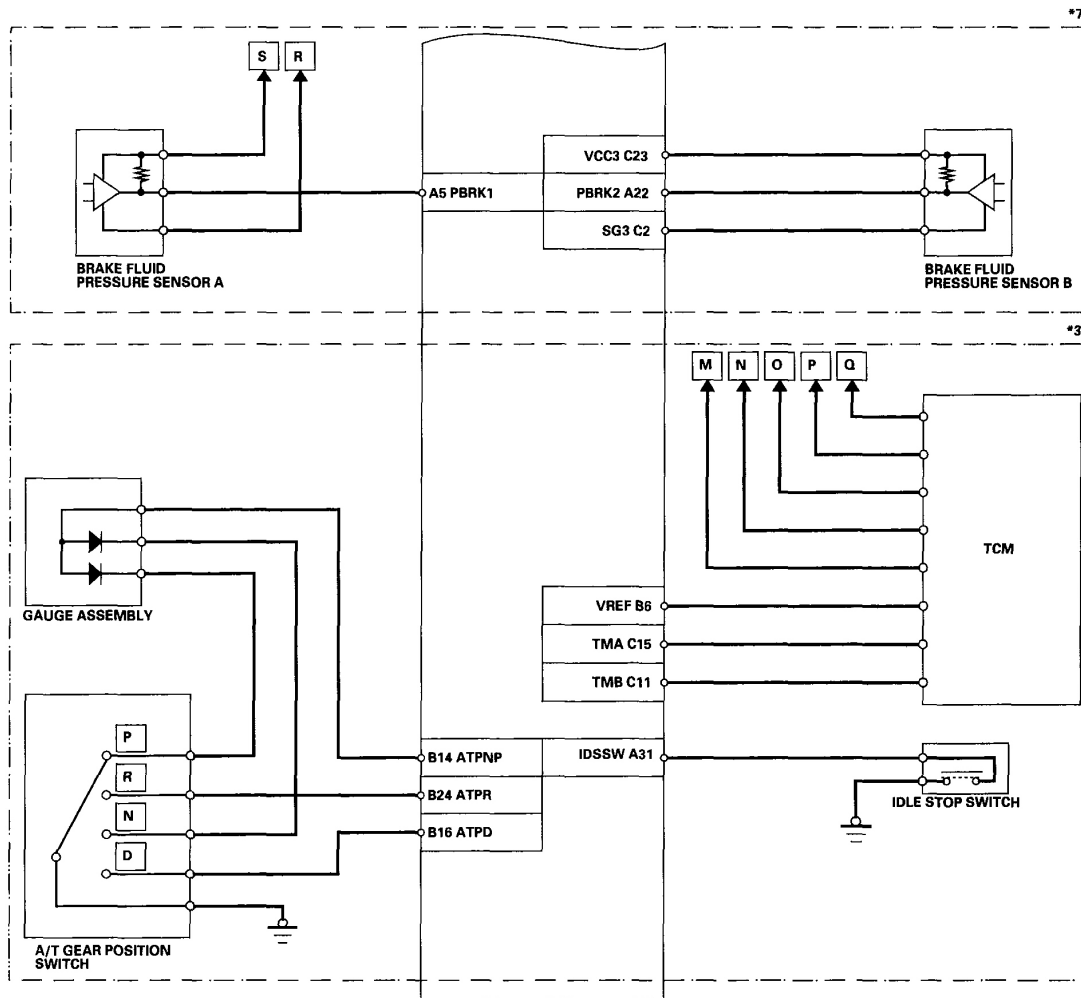 *7
S R
VCC3 C23
A5 PBRK1
PBRK2 A22
SG3 C2
BRAKE FLUID
PRESSURE SENSOR A
BRAKE FLUID
PRESSURE SENSOR B
*3
M N O P Q
TCM
GAUGE ASSEMBLY
VREF B6
TMA C15
TMB C11
P
R
N
D
B14 ATPNP
B24 ATPR
B16 ATPD
IDSSW A31
IDLE STOP SWITCH
A/T GEAR POSITION
SWITCH